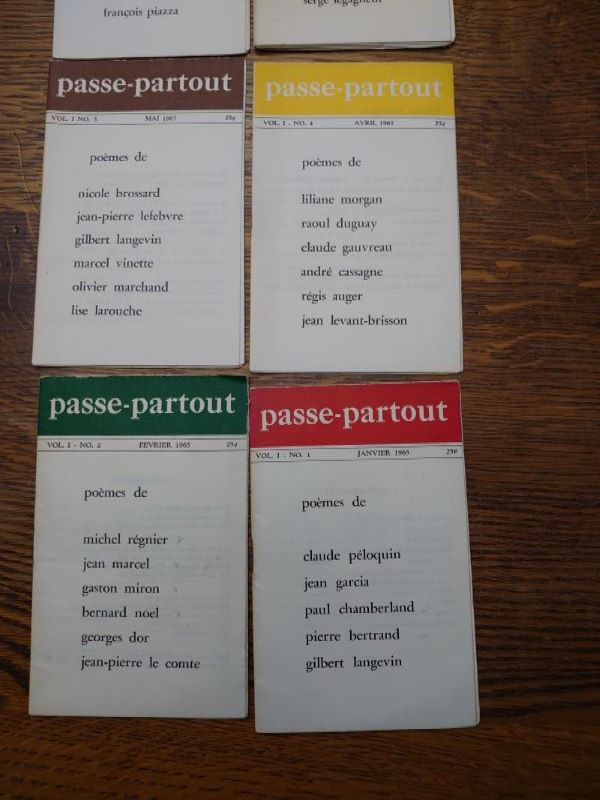 françois piazza
serge legagneur
passe-partout
VOL. I NO. 5 MAI 1965 25¢
poèmes de
nicole brossard
jean-pierre lefebvre
gilbert langevin
marcel vinette
olivier marchand
lise larouche
passe-partout
VOL. I - NO. 4 AVRIL 1965 25¢
poèmes de
liliane morgan
raoul duguay
claude gauvreau
andré cassagne
régis auger
jean levant-brisson
passe-partout
VOL. I - NO. 2 FEVRIER 1965 25¢
poèmes de
michel régnier
jean marcel
gaston miron
bernard noel
georges dor
jean-pierre le comte
passe-partout
VOL. I - NO. 1 JANVIER 1965 25¢
poèmes de
claude péloquin
jean garcia
paul chamberland
pierre bertrand
gilbert langevin